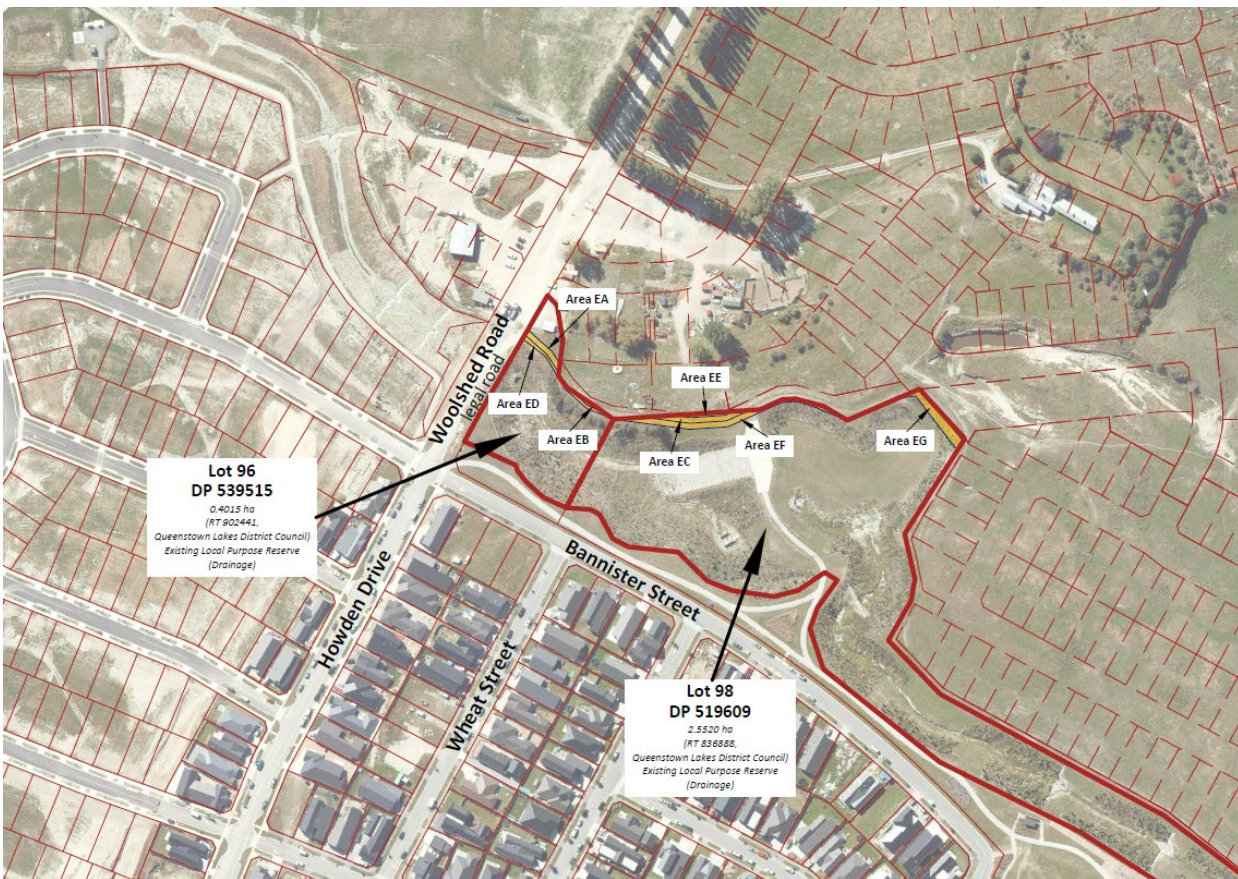 Area EA
Woolshed Road
legal road
Area EE
Area ED
Area EB
Area EC
Area EF
Area EG
Lot 96
DP 539515
0.4015 ha
(RT 902441,
Queenstown Lakes District Council)
Existing Local Purpose Reserve
(Drainage)
Bannister Street
Howden Drive
Wheat Street
Lot 98
DP 519609
2.5520 ha
(RT 836888,
Queenstown Lakes District Council)
Existing Local Purpose Reserve
(Drainage)